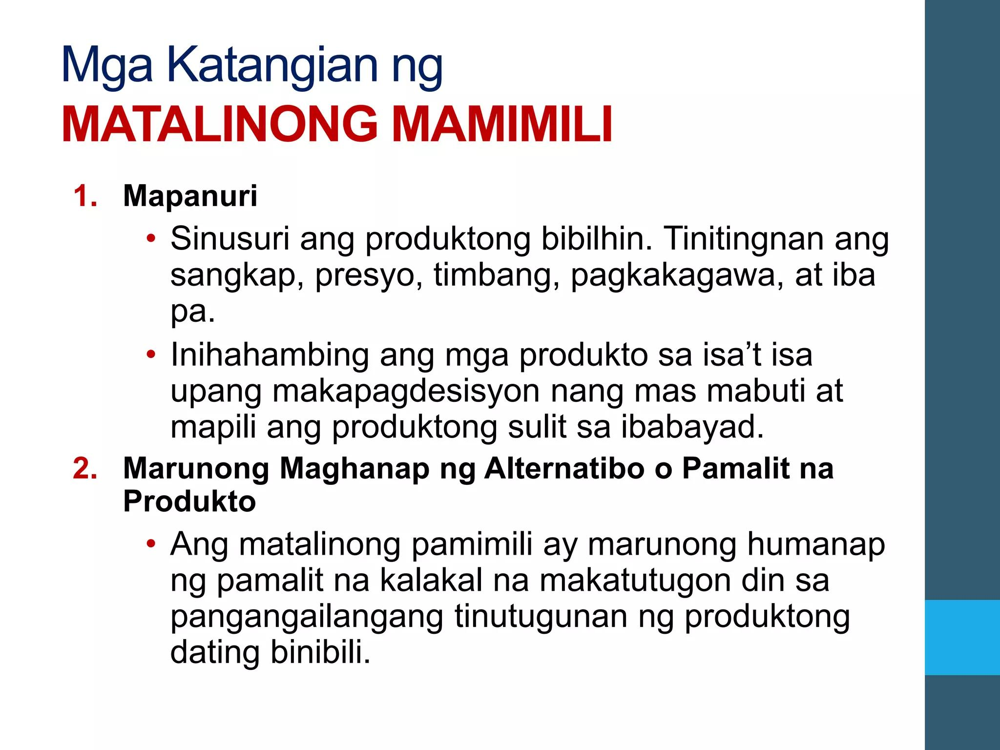 Mga Katangian ng
MATALINONG MAMIMILI
1. Mapanuri
• Sinusuri ang produktong bibilhin. Tinitingnan ang
sangkap, presyo, timbang, pagkakagawa, at iba
pa.
• Inihahambing ang mga produkto sa isa’t isa
upang makapagdesisyon nang mas mabuti at
mapili ang produktong sulit sa ibabayad.
2. Marunong Maghanap ng Alternatibo o Pamalit na
Produkto
• Ang matalinong pamimili ay marunong humanap
ng pamalit na kalakal na makatutugon din sa
pangangailangang tinutugunan ng produktong
dating binibili.